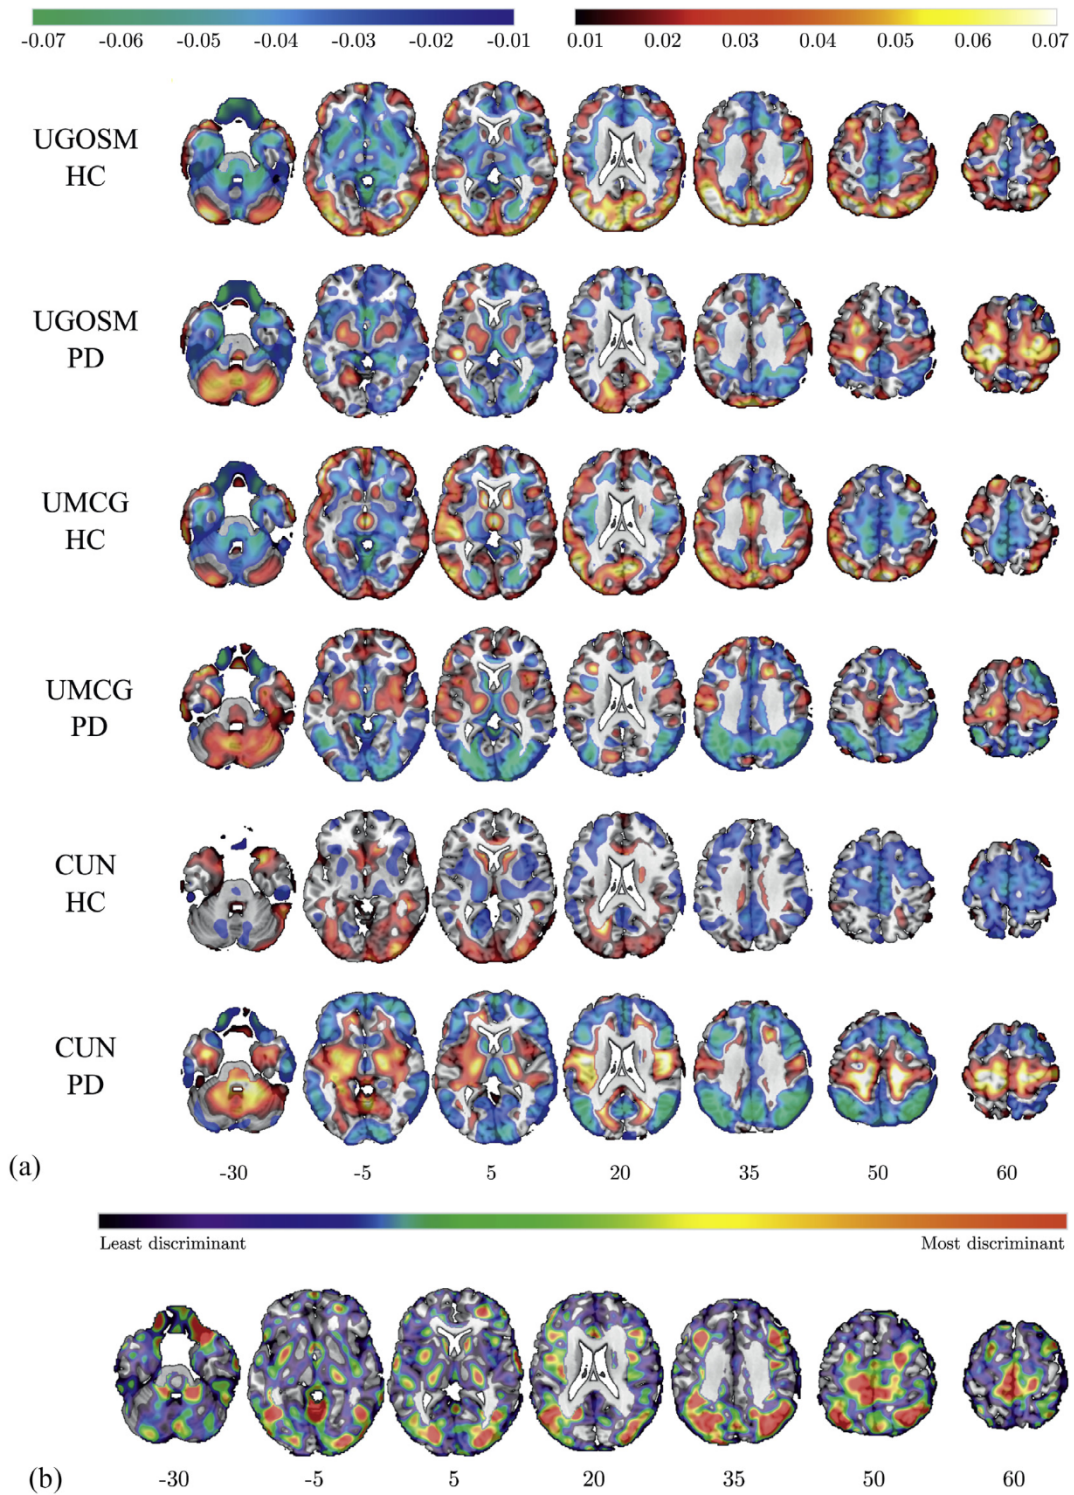 -0.07 -0.06 -0.05 -0.04 -0.03 -0.02 -0.01 0.01 0.02 0.03 0.04 0.05 0.06 0.07
UGOSM
HC
UGOSM
PD
UMCG
HC
UMCG
PD
CUN
HC
CUN
PD
(a) -30 -5 5 20 35 50 60
Least discriminant Most discriminant
(b) -30 -5 5 20 35 50 60